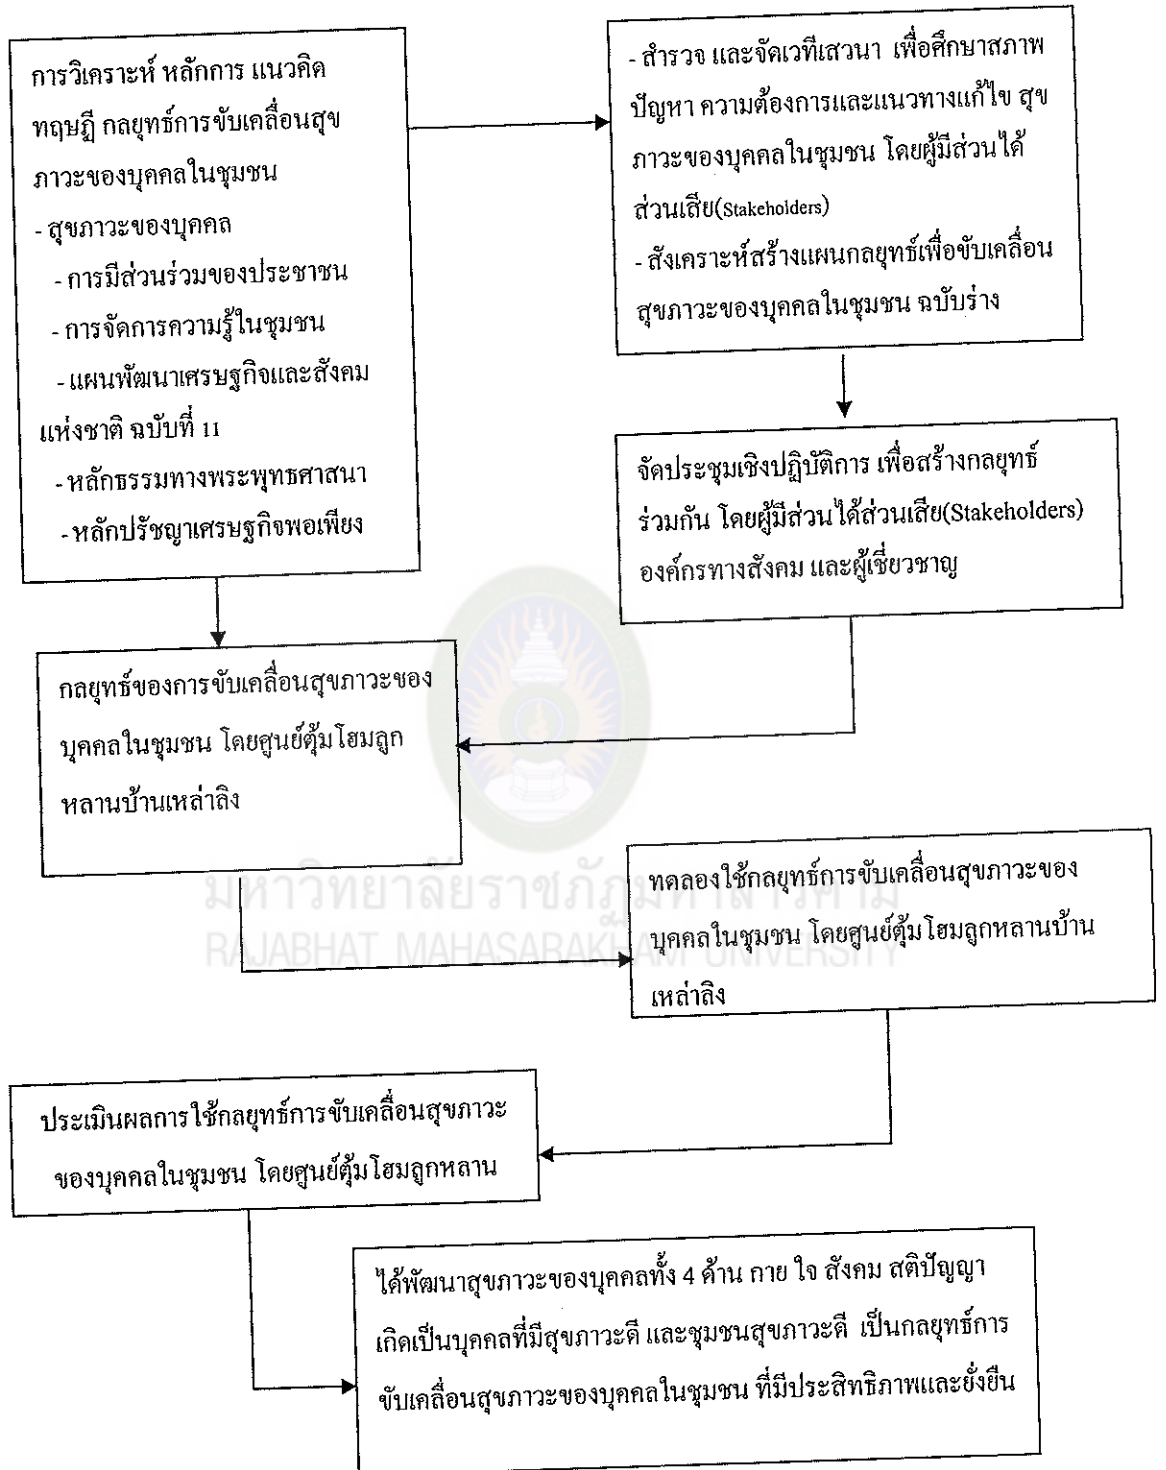 การวิเคราะห์ หลักการ แนวคิด
ทฤษฎี กลยุทธ์การขับเคลื่อนสุข
ภาวะของบุคคลในชุมชน
- สุขภาวะของบุคคล
- การมีส่วนร่วมของประชาชน
- การจัดการความรู้ในชุมชน
- แผนพัฒนาเศรษฐกิจและสังคม
แห่งชาติ ฉบับที่ 11
- หลักธรรมทางพระพุทธศาสนา
- หลักปรัชญาเศรษฐกิจพอเพียง
- สำรวจ และจัดเวทีเสวนา เพื่อศึกษาสภาพ
ปัญหา ความต้องการและแนวทางแก้ไข สุข
ภาวะของบุคคลในชุมชน โดยผู้มีส่วนได้
ส่วนเสีย(Stakeholders)
- สังเคราะห์สร้างแผนกลยุทธ์เพื่อขับเคลื่อน
สุขภาวะของบุคคลในชุมชน ฉบับร่าง
จัดประชุมเชิงปฏิบัติการ เพื่อสร้างกลยุทธ์
ร่วมกัน โดยผู้มีส่วนได้ส่วนเสีย(Stakeholders)
องค์กรทางสังคม และผู้เชี่ยวชาญ
กลยุทธ์ของการขับเคลื่อนสุขภาวะของ
บุคคลในชุมชน โดยศูนย์ตุ้มโฮมลูก
หลานบ้านเหล่าลิง
ทดลองใช้กลยุทธ์การขับเคลื่อนสุขภาวะของ
บุคคลในชุมชน โดยศูนย์ตุ้มโฮมลูกหลานบ้าน
เหล่าลิง
มหาวิทยาลัยราชภัฏมหาสารคาม
RAJABHAT MAHASARAKHAM UNIVERSITY
ประเมินผลการใช้กลยุทธ์การขับเคลื่อนสุขภาวะ
ของบุคคลในชุมชน โดยศูนย์ตุ้มโฮมลูกหลาน
ได้พัฒนาสุขภาวะของบุคคลทั้ง 4 ด้าน กาย ใจ สังคม สติปัญญา
เกิดเป็นบุคคลที่มีสุขภาวะดี และชุมชนสุขภาวะดี เป็นกลยุทธ์การ
ขับเคลื่อนสุขภาวะของบุคคลในชุมชน ที่มีประสิทธิภาพและยั่งยืน